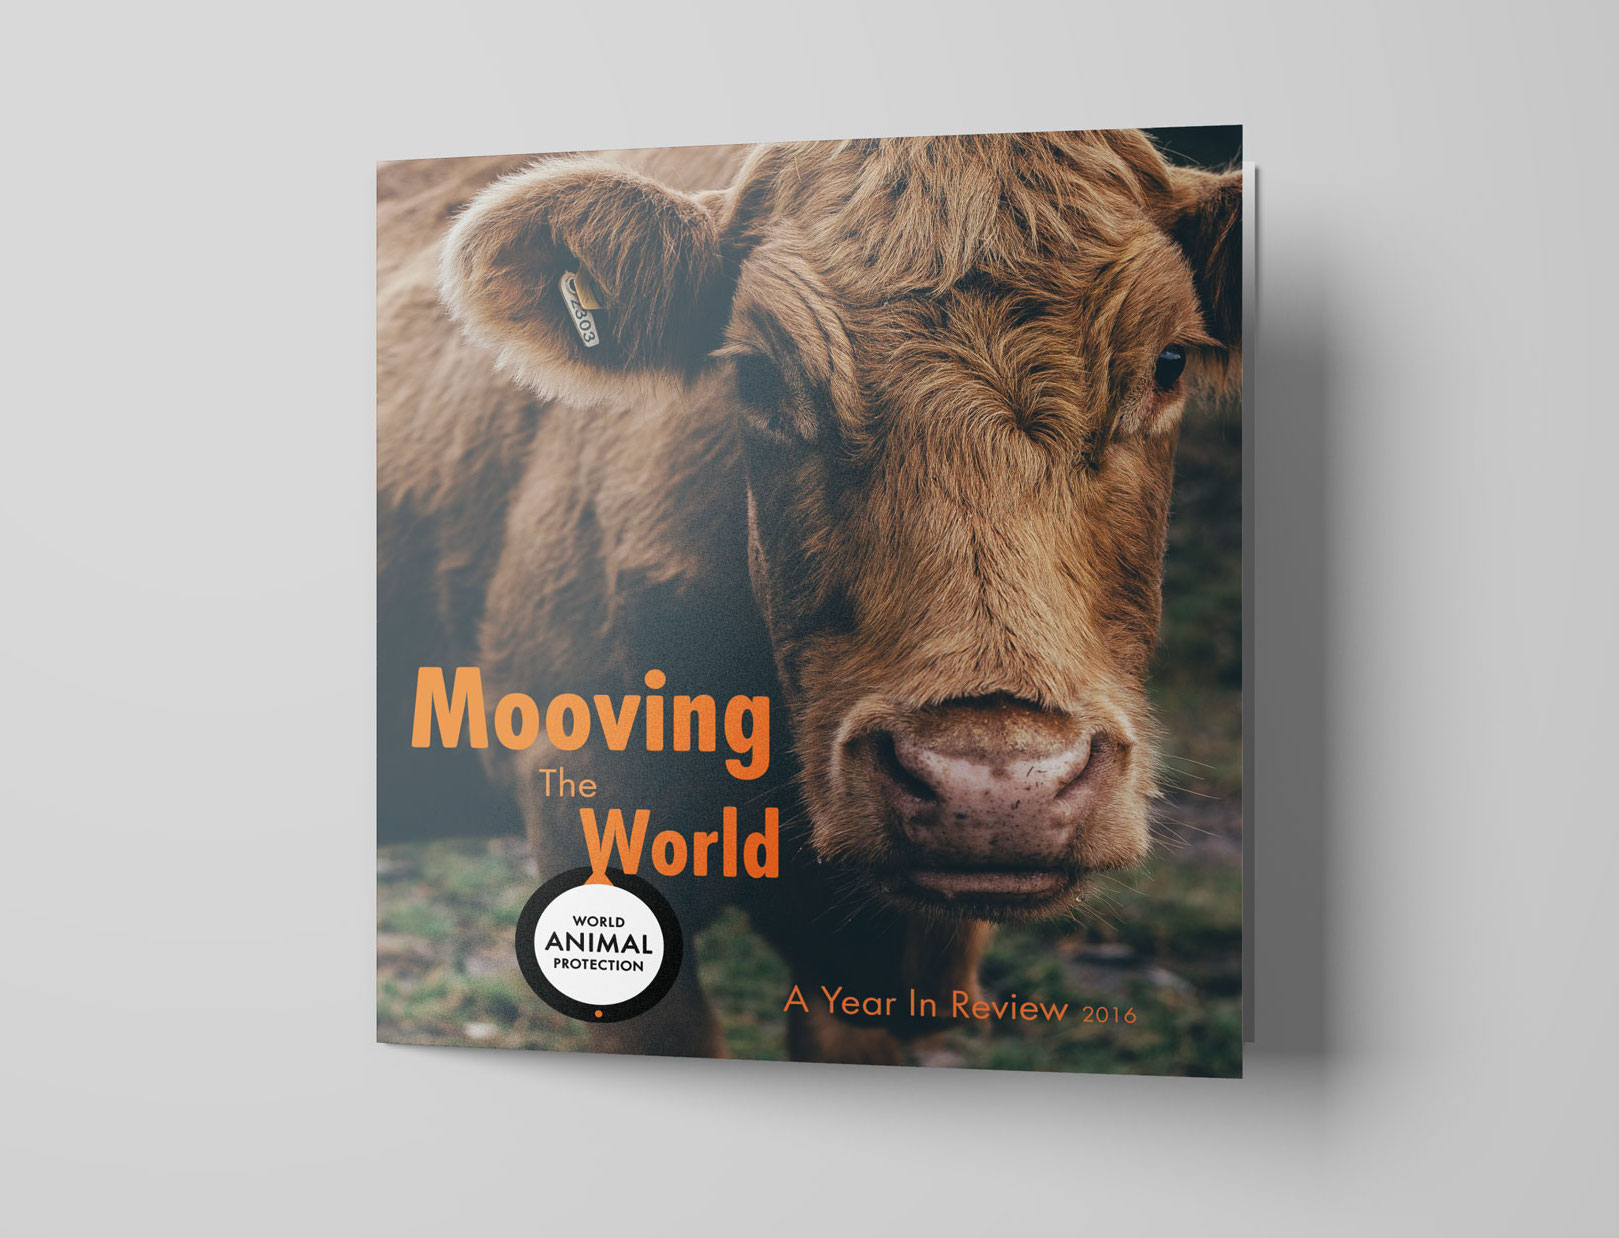 Mooving
The
World
WORLD
ANIMAL
PROTECTION
A Year In Review 2016